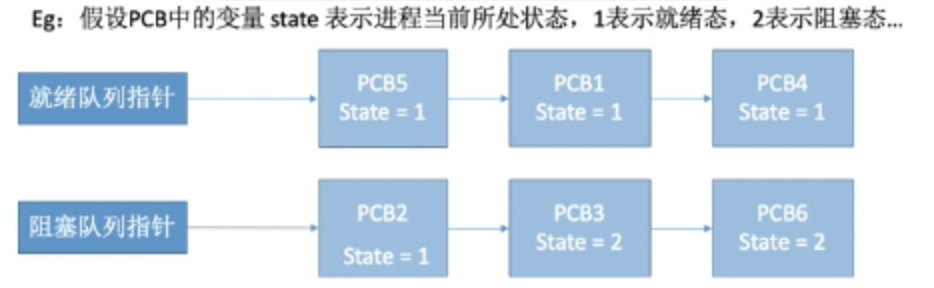 Eg：假设PCB中的变量 state 表示进程当前所处状态，1表示就绪态，2表示阻塞态...
就绪队列指针
PCB5
State = 1
PCB1
State = 1
PCB4
State = 1
阻塞队列指针
PCB2
State = 1
PCB3
State = 2
PCB6
State = 2